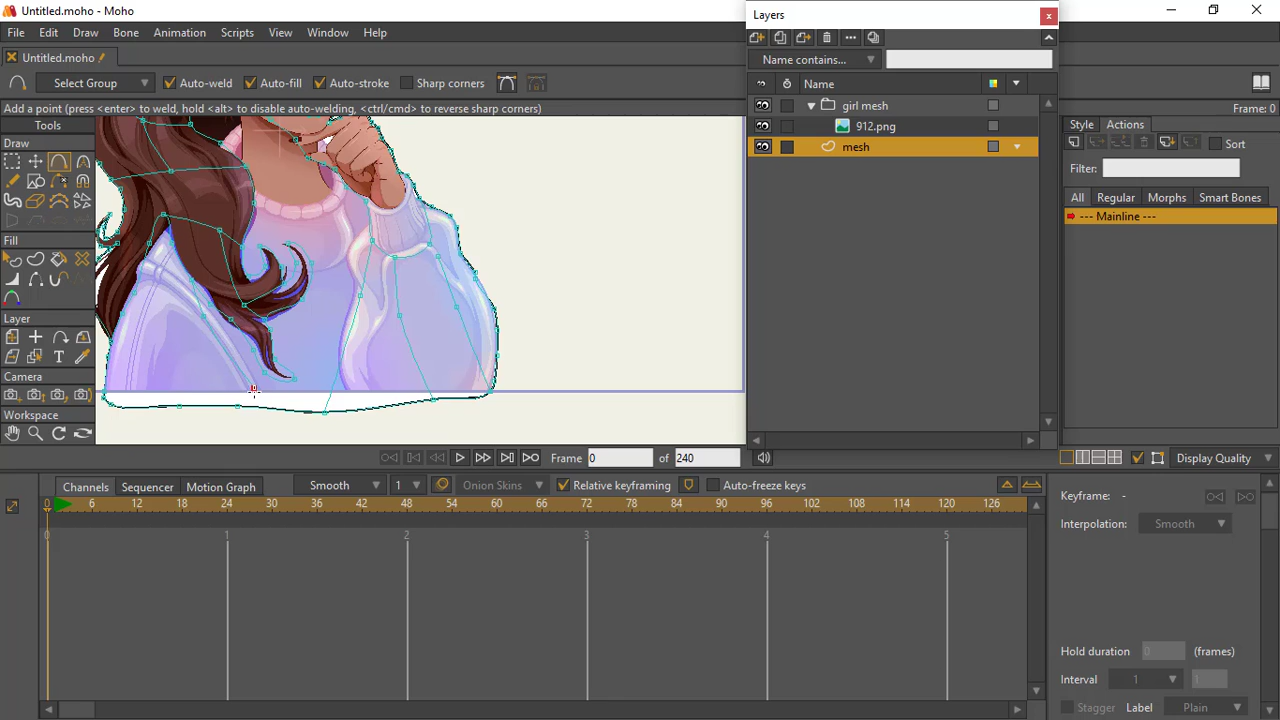 Untitled.moho - Moho
File Edit Draw Bone Animation Scripts View Window Help
Untitled.moho
Select Group Auto-weld Auto-fill Auto-stroke Sharp corners
Add a point (press <enter> to weld, hold <alt> to disable auto-welding, <ctrl/cmd> to reverse sharp corners)
Frame: 0
Tools
Draw
Fill
Layer
Camera
Workspace
Layers
Name contains...
Name
girl mesh
912.png
mesh
Style Actions
Sort
Filter:
All Regular Morphs Smart Bones
--- Mainline ---
Frame 0 of 240 Display Quality
Channels Sequencer Motion Graph Smooth 1 Onion Skins Relative keyframing Auto-freeze keys
0 6 12 18 24 30 36 42 48 54 60 66 72 78 84 90 96 102 108 114 120 126
0 1 2 3 4 5
Keyframe: -
Interpolation: Smooth
Hold duration 0 (frames)
Interval 1 1
Stagger Label Plain